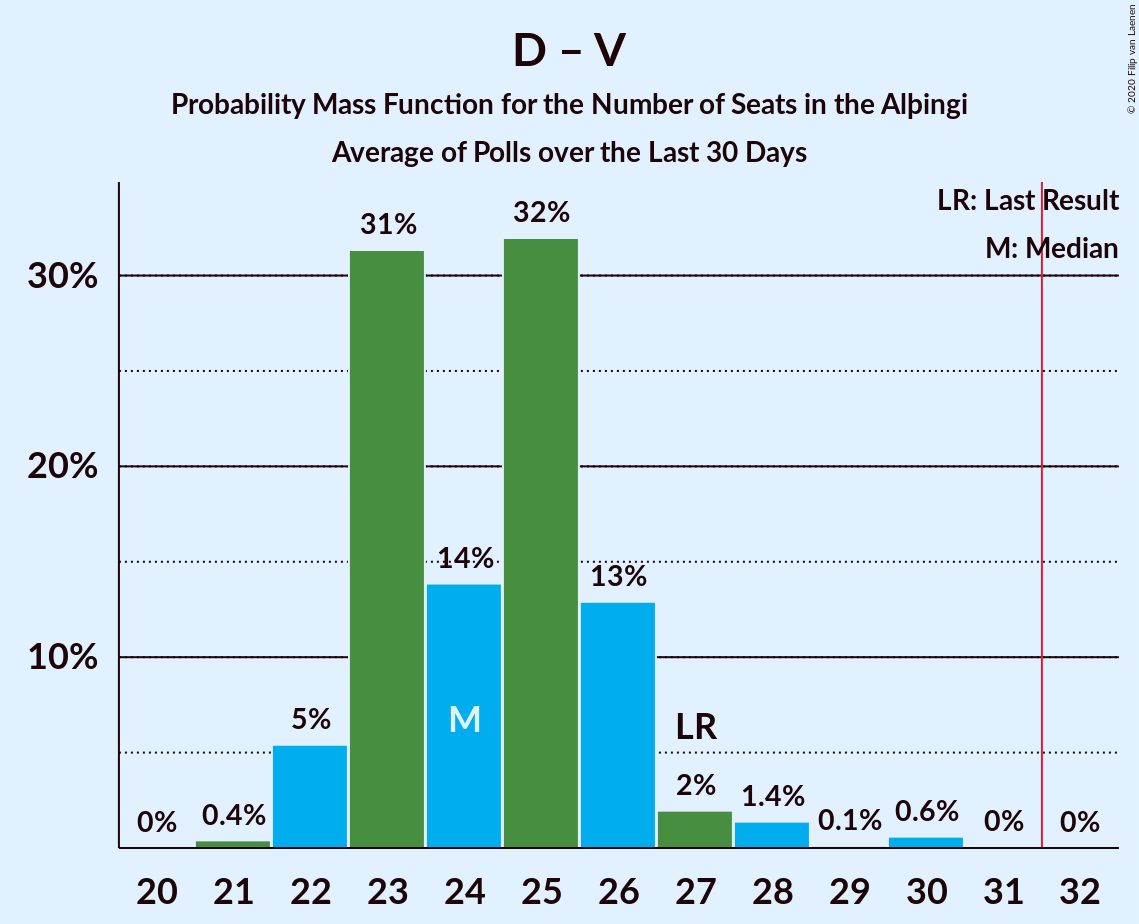 D – V
Probability Mass Function for the Number of Seats in the Alþingi
Average of Polls over the Last 30 Days
© 2020 Filip van Laenen
LR: Last Result
M: Median
30%
20%
10%
0%
0.4%
5%
31%
14%
32%
13%
2%
1.4%
0.1%
0.6%
0%
0%
M
LR
20 21 22 23 24 25 26 27 28 29 30 31 32